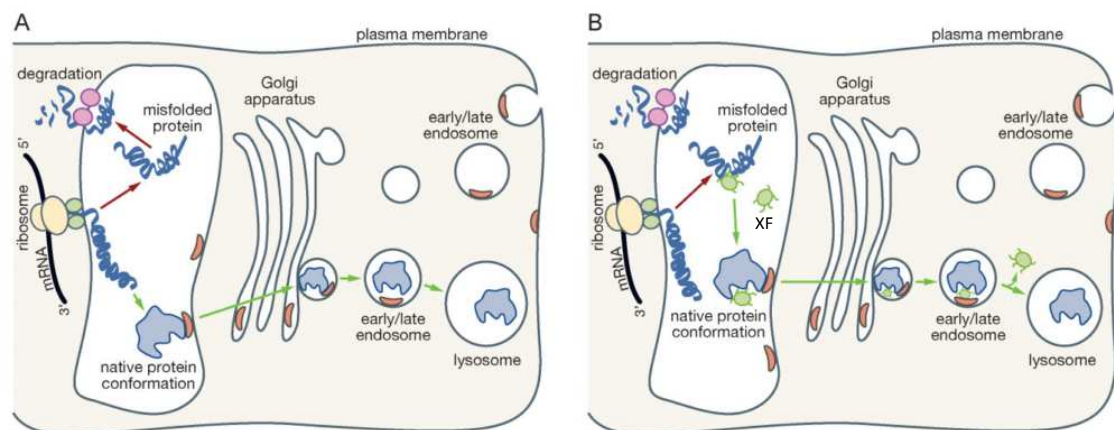 A
plasma membrane
degradation
Golgi
apparatus
misfolded
protein
early/late
endosome
5'
ribosome
mRNA
3'
native protein
conformation
early/late
endosome
lysosome
B
plasma membrane
degradation
Golgi
apparatus
misfolded
protein
early/late
endosome
5'
ribosome
mRNA
3'
XF
native protein
conformation
early/late
endosome
lysosome